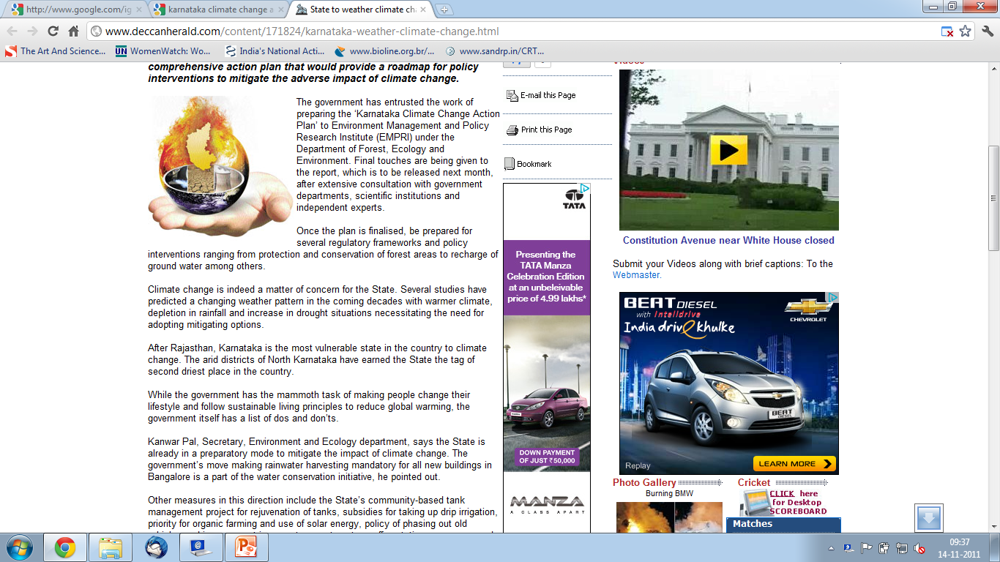 http://www.google.com/ig
karnataka climate change a
State to weather climate ch
www.deccanherald.com/content/171824/karnataka-weather-climate-change.html
The Art And Science...
WomenWatch: Wo...
India's National Acti...
www.bioline.org.br/...
www.sandrp.in/CRT...
comprehensive action plan that would provide a roadmap for policy
interventions to mitigate the adverse impact of climate change.
The government has entrusted the work of
preparing the ‘Karnataka Climate Change Action
Plan’ to Environment Management and Policy
Research Institute (EMPRI) under the
Department of Forest, Ecology and
Environment. Final touches are being given to
the report, which is to be released next month,
after extensive consultation with government
departments, scientific institutions and
independent experts.
Once the plan is finalised, be prepared for
several regulatory frameworks and policy
interventions ranging from protection and conservation of forest areas to recharge of
ground water among others.
Climate change is indeed a matter of concern for the State. Several studies have
predicted a changing weather pattern in the coming decades with warmer climate,
depletion in rainfall and increase in drought situations necessitating the need for
adopting mitigating options.
After Rajasthan, Karnataka is the most vulnerable state in the country to climate
change. The arid districts of North Karnataka have earned the State the tag of
second driest place in the country.
While the government has the mammoth task of making people change their
lifestyle and follow sustainable living principles to reduce global warming, the
government itself has a list of dos and don’ts.
Kanwar Pal, Secretary, Environment and Ecology department, says the State is
already in a preparatory mode to mitigate the impact of climate change. The
government’s move making rainwater harvesting mandatory for all new buildings in
Bangalore is a part of the water conservation initiative, he pointed out.
Other measures in this direction include the State’s community-based tank
management project for rejuvenation of tanks, subsidies for taking up drip irrigation,
priority for organic farming and use of solar energy, policy of phasing out old
E-mail this Page
Print this Page
Bookmark
TATA
Presenting the
TATA Manza
Celebration Edition
at an unbeleivable
price of 4.99 lakhs*
DOWN PAYMENT
OF JUST ₹ 50,000
MANZA
A CLASS APART
Videos
Constitution Avenue near White House closed
Submit your Videos along with brief captions: To the
Webmaster.
BEAT DIESEL
with Intelldrive
India drive khulke
CHEVROLET
BEAT DIESEL
Replay
LEARN MORE
Photo Gallery
Burning BMW
Cricket
CLICK here
for Desktop
SCOREBOARD
Matches
09:37
14-11-2011